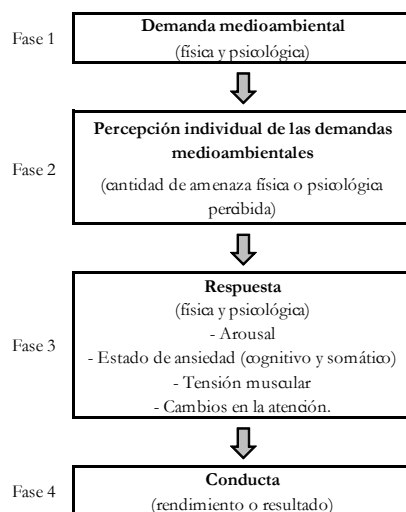 Fase 1
Demanda medioambiental
(física y psicológica)
Fase 2
Percepción individual de las demandas
medioambientales
(cantidad de amenaza física o psicológica
percibida)
Fase 3
Respuesta
(física y psicológica)
- Arousal
- Estado de ansiedad (cognitivo y somático)
- Tensión muscular
- Cambios en la atención.
Fase 4
Conducta
(rendimiento o resultado)